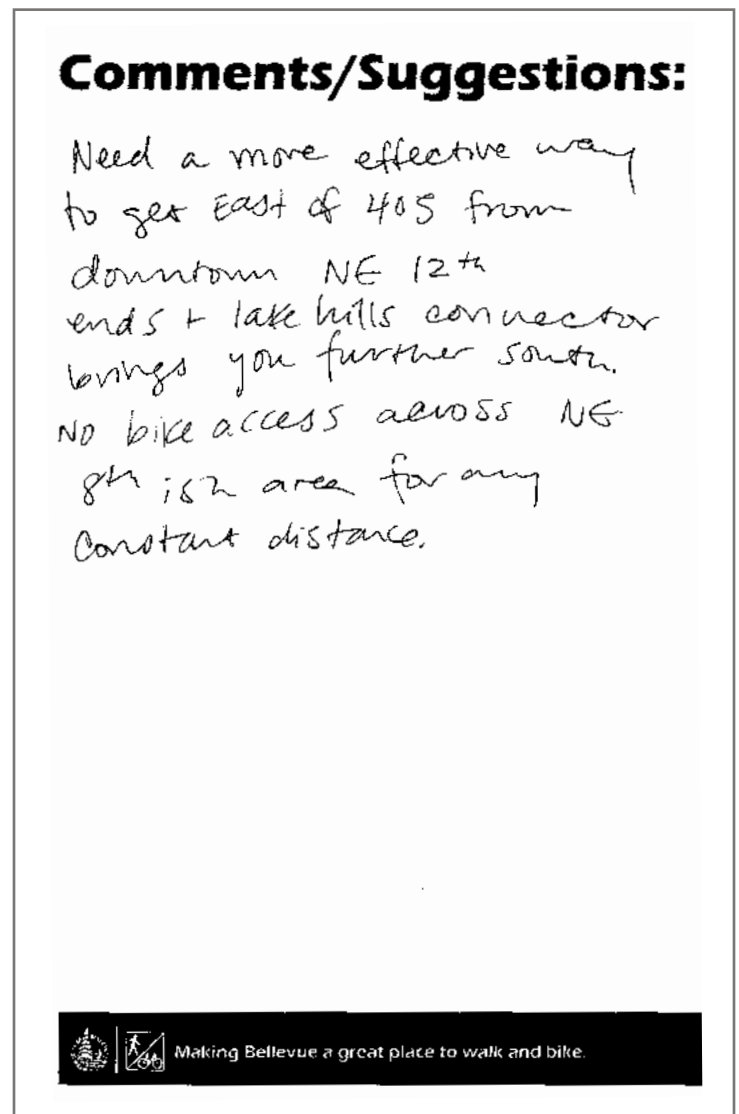 Comments/Suggestions:
Need a more effective way
to get East of 405 from
downtown NE 12th
ends + lake hills connector
brings you further south.
NO bike access across NE
8th ish area for any
constant distance.
Making Bellevue a great place to walk and bike.